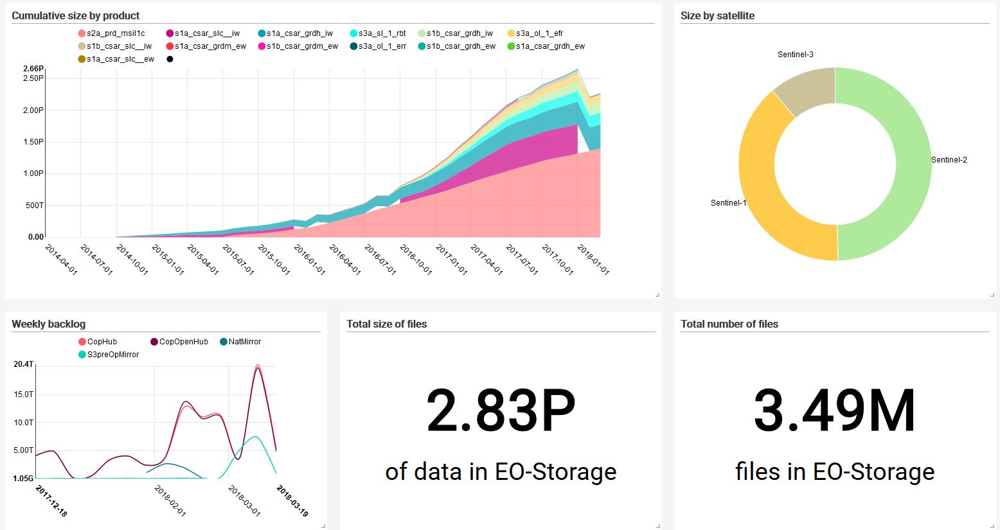 Cumulative size by product
s2a_prd_msil1c s1a_csar_slc__iw s1a_csar_grdh_iw s3a_sl_1_rbt s1b_csar_grdh_iw s3a_ol_1_efr
s1b_csar_slc__iw s1a_csar_grdm_ew s1b_csar_grdm_ew s3a_ol_1_err s1b_csar_grdh_ew s1a_csar_grdh_ew
s1a_csar_slc__ew
2.66P
2.50P
2.00P
1.50P
1.00P
500T
0.00
2014-04-01 2014-07-01 2014-10-01 2015-01-01 2015-04-01 2015-07-01 2015-10-01 2016-01-01 2016-04-01 2016-07-01 2016-10-01 2017-01-01 2017-04-01 2017-07-01 2017-10-01 2018-01-01
Size by satellite
Sentinel-3
Sentinel-2
Sentinel-1
Weekly backlog
CopHub CopOpenHub NatMirror
S3preOpMirror
20.4T
15.0T
10.0T
5.00T
1.05G
2017-12-18 2018-02-01 2018-03-01 2018-03-19
Total size of files
2.83P
of data in EO-Storage
Total number of files
3.49M
files in EO-Storage